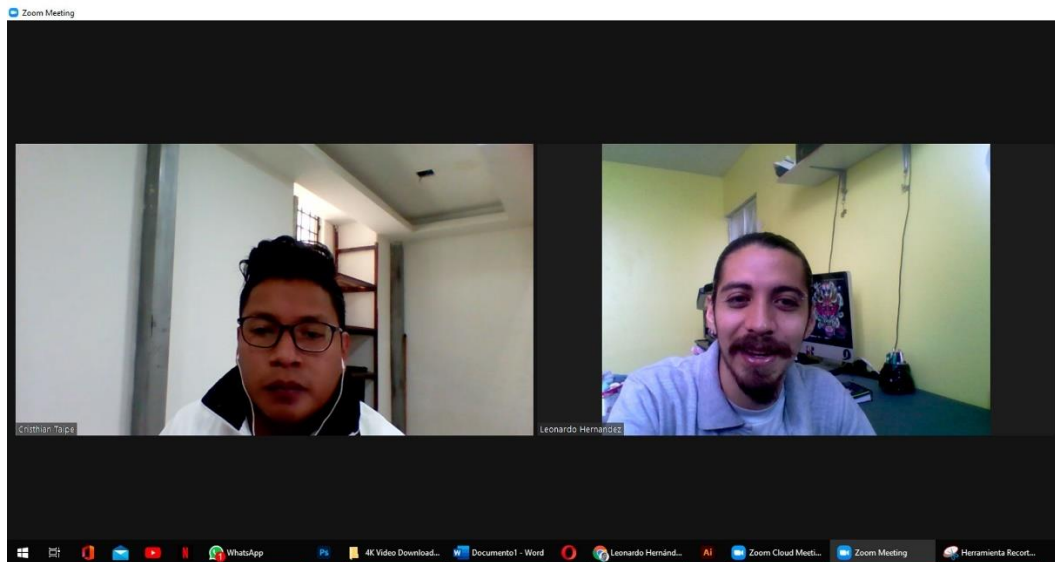 Zoom Meeting
Cristhian Taipe
Leonardo Hernandez
WhatsApp
Ps
4K Video Download...
Documento1 - Word
Leonardo Hernánd...
Ai
Zoom Cloud Meeti...
Zoom Meeting
Herramienta Recort...